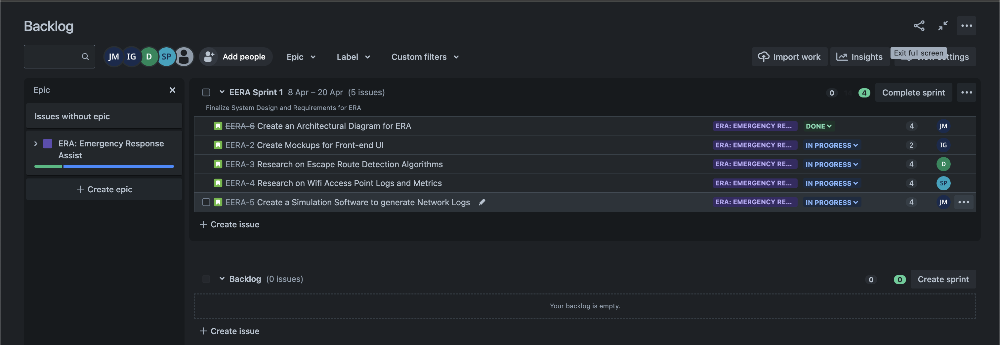 Backlog
JM IG D SP Add people Epic Label Custom filters Import work Insights Exit full screen ttings
Epic
Issues without epic
ERA: Emergency Response
Assist
Create epic
EERA Sprint 1 8 Apr – 20 Apr (5 issues) 0 14 4 Complete sprint
Finalize System Design and Requirements for ERA
EERA-6 Create an Architectural Diagram for ERA ERA: EMERGENCY RE... DONE 4 JM
EERA-2 Create Mockups for Front-end UI ERA: EMERGENCY RE... IN PROGRESS 2 IG
EERA-3 Research on Escape Route Detection Algorithms ERA: EMERGENCY RE... IN PROGRESS 4 D
EERA-4 Research on Wifi Access Point Logs and Metrics ERA: EMERGENCY RE... IN PROGRESS 4 SP
EERA-5 Create a Simulation Software to generate Network Logs ERA: EMERGENCY RE... IN PROGRESS 4 JM
Create issue
Backlog (0 issues) 0 0 Create sprint
Your backlog is empty.
Create issue